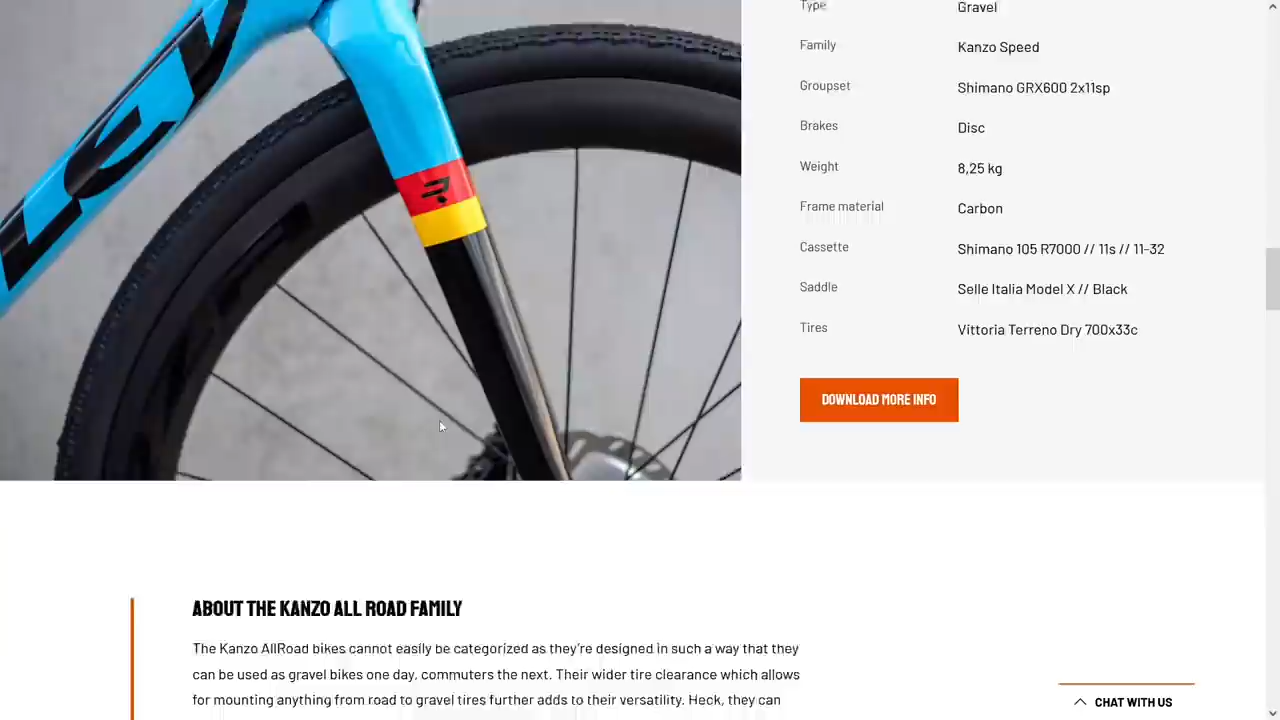 Type Gravel
Family Kanzo Speed
Groupset Shimano GRX600 2x11sp
Brakes Disc
Weight 8,25 kg
Frame material Carbon
Cassette Shimano 105 R7000 // 11s // 11-32
Saddle Selle Italia Model X // Black
Tires Vittoria Terreno Dry 700x33c
DOWNLOAD MORE INFO
ABOUT THE KANZO ALL ROAD FAMILY
The Kanzo AllRoad bikes cannot easily be categorized as they're designed in such a way that they
can be used as gravel bikes one day, commuters the next. Their wider tire clearance which allows
for mounting anything from road to gravel tires further adds to their versatility. Heck, they can
CHAT WITH US